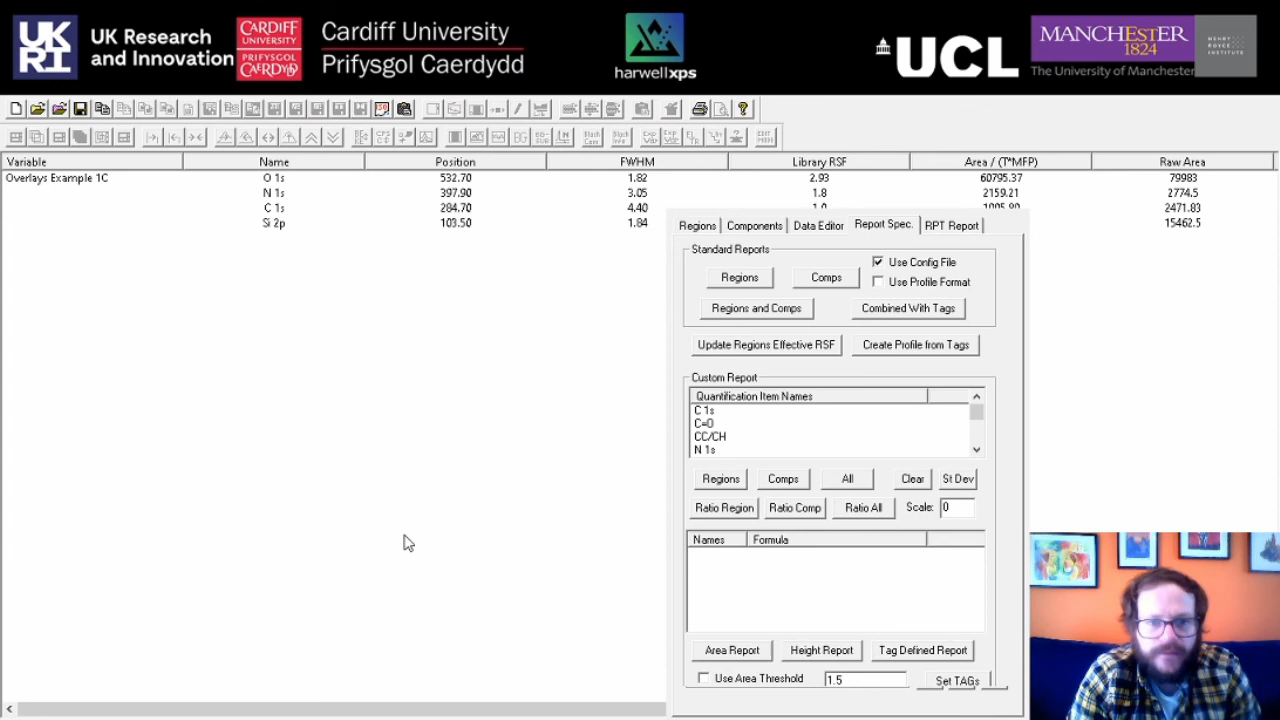 UK Research
and Innovation
CARDIFF
UNIVERSITY
PRIFYSGOL
CAERDYDD
Cardiff University
Prifysgol Caerdydd
harwellxps
UCL
MANCHESTER
1824
The University of Manchester
HENRY
ROYCE
INSTITUTE
Variable Name Position FWHM Library RSF Area / (T*MFP) Raw Area
Overlays Example 1C O 1s 532.70 1.82 2.93 60795.37 79983
N 1s 397.90 3.05 1.8 2159.21 2774.5
C 1s 284.70 4.40 2471.83
Si 2p 103.50 1.84 15462.5
Regions Components Data Editor Report Spec. RPT Report
Standard Reports
Use Config File
Regions Comps
Use Profile Format
Regions and Comps Combined With Tags
Update Regions Effective RSF Create Profile from Tags
Custom Report
Quantification Item Names
C 1s
C=O
CC/CH
N 1s
Regions Comps All Clear St Dev
Ratio Region Ratio Comp Ratio All Scale: 0
Names Formula
Area Report Height Report Tag Defined Report
Use Area Threshold 1.5 Set TAGs